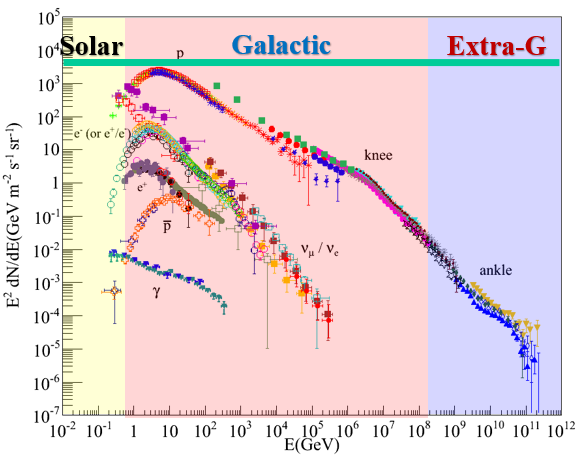 Solar Galactic Extra-G
p
e⁻ (or e⁺/e⁻)
e⁺
p̅
γ
νμ / νe
knee
ankle
E² dN/dE(GeV m⁻² s⁻¹ sr⁻¹)
10⁵
10⁴
10³
10²
10
1
10⁻¹
10⁻²
10⁻³
10⁻⁴
10⁻⁵
10⁻⁶
10⁻⁷
10⁻² 10⁻¹ 1 10 10² 10³ 10⁴ 10⁵ 10⁶ 10⁷ 10⁸ 10⁹ 10¹⁰ 10¹¹ 10¹²
E(GeV)